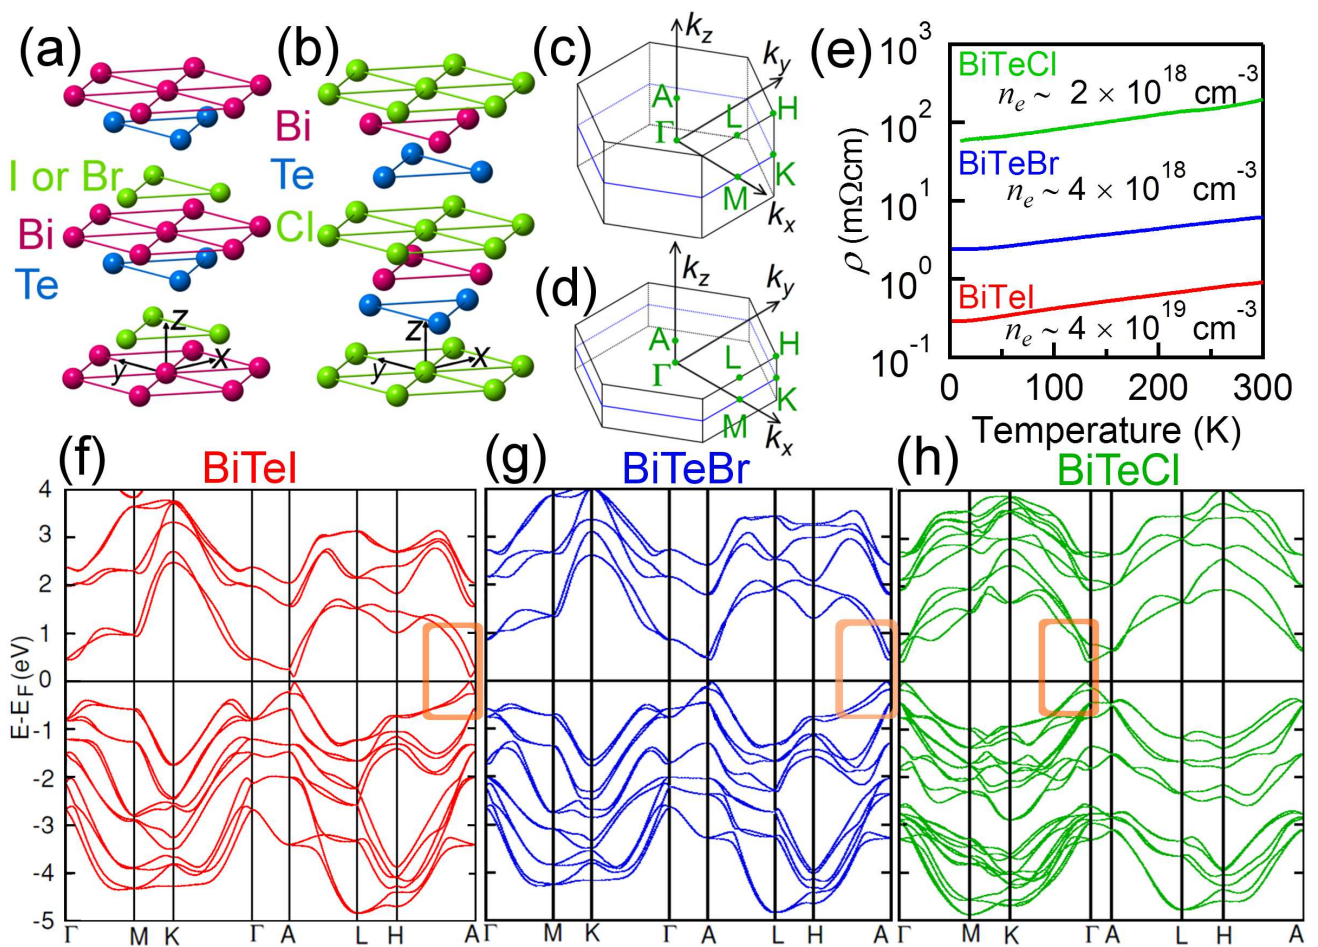 (a)
Bi
I or Br
Te
Bi
Te
Cl
z
y
x
(b)
z
y
x
(c)
k_z
k_y
A
L
H
Γ
K
M
k_x
(d)
k_z
k_y
A
L
H
Γ
K
M
k_x
(e)
10^3
10^2
10^1
10^0
10^-1
ρ (mΩcm)
BiTeCl
n_e ~ 2 × 10^18 cm^-3
BiTeBr
n_e ~ 4 × 10^18 cm^-3
BiTeI
n_e ~ 4 × 10^19 cm^-3
0 100 200 300
Temperature (K)
(f)
BiTeI
4
3
2
1
0
-1
-2
-3
-4
-5
E-E_F (eV)
Γ M K Γ A L H A
(g)
BiTeBr
Γ M K Γ A L H A
(h)
BiTeCl
Γ M K Γ A L H A